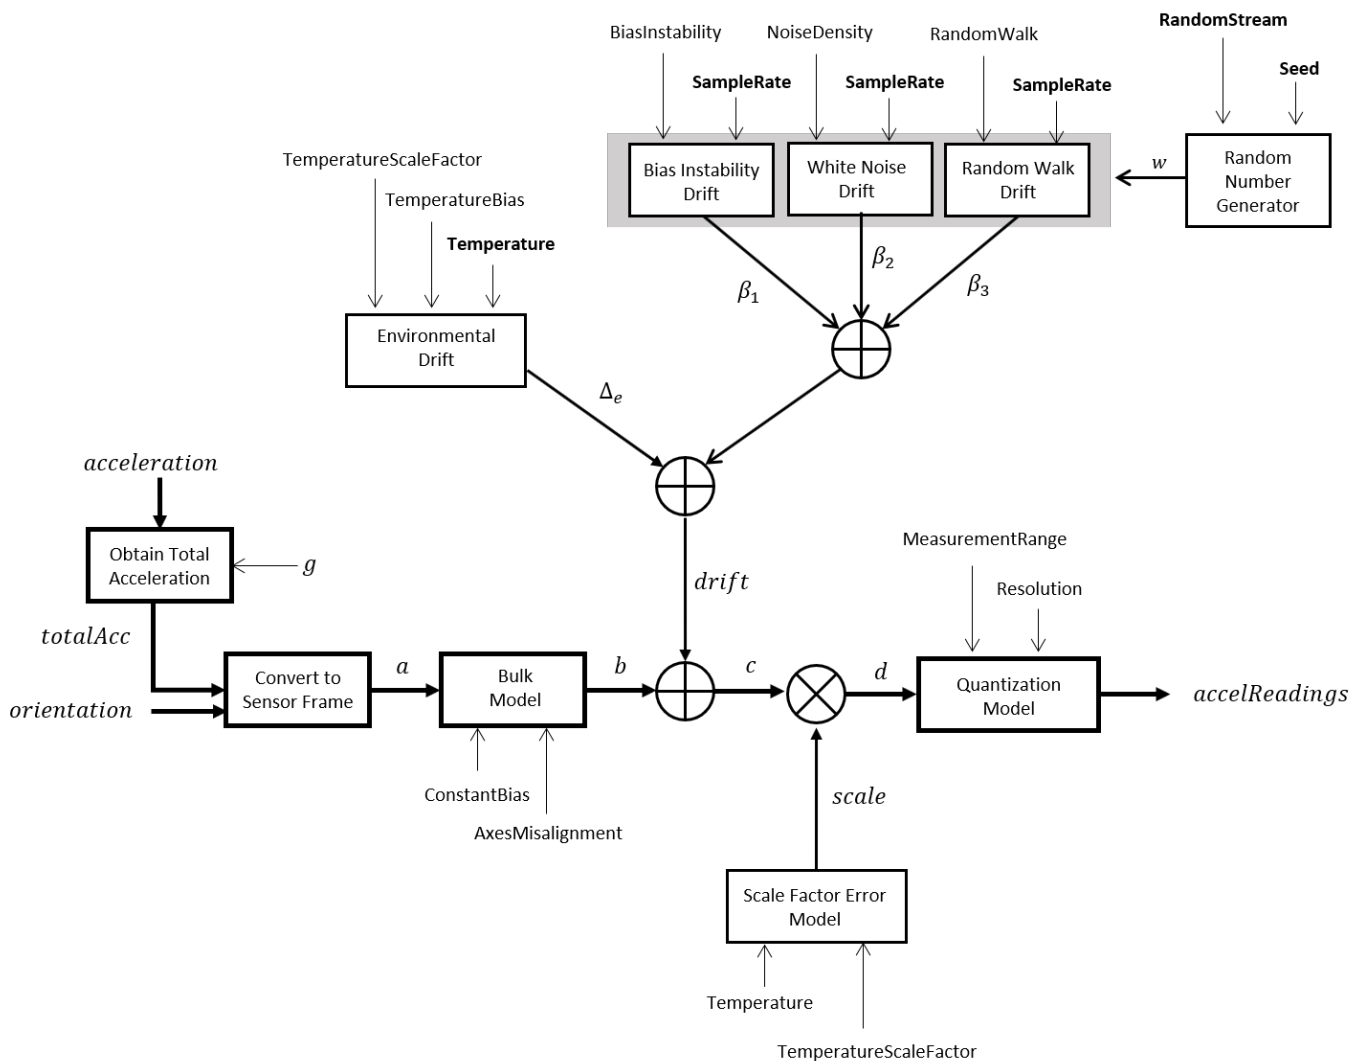 RandomStream
BiasInstability
NoiseDensity
RandomWalk
Seed
SampleRate
SampleRate
SampleRate
TemperatureScaleFactor
Bias Instability
Drift
White Noise
Drift
Random Walk
Drift
w
Random
Number
Generator
TemperatureBias
Temperature
β₁
β₂
β₃
Environmental
Drift
Δₑ
acceleration
Obtain Total
Acceleration
g
drift
MeasurementRange
Resolution
totalAcc
orientation
Convert to
Sensor Frame
a
Bulk
Model
b
c
d
Quantization
Model
accelReadings
ConstantBias
AxesMisalignment
scale
Scale Factor Error
Model
Temperature
TemperatureScaleFactor